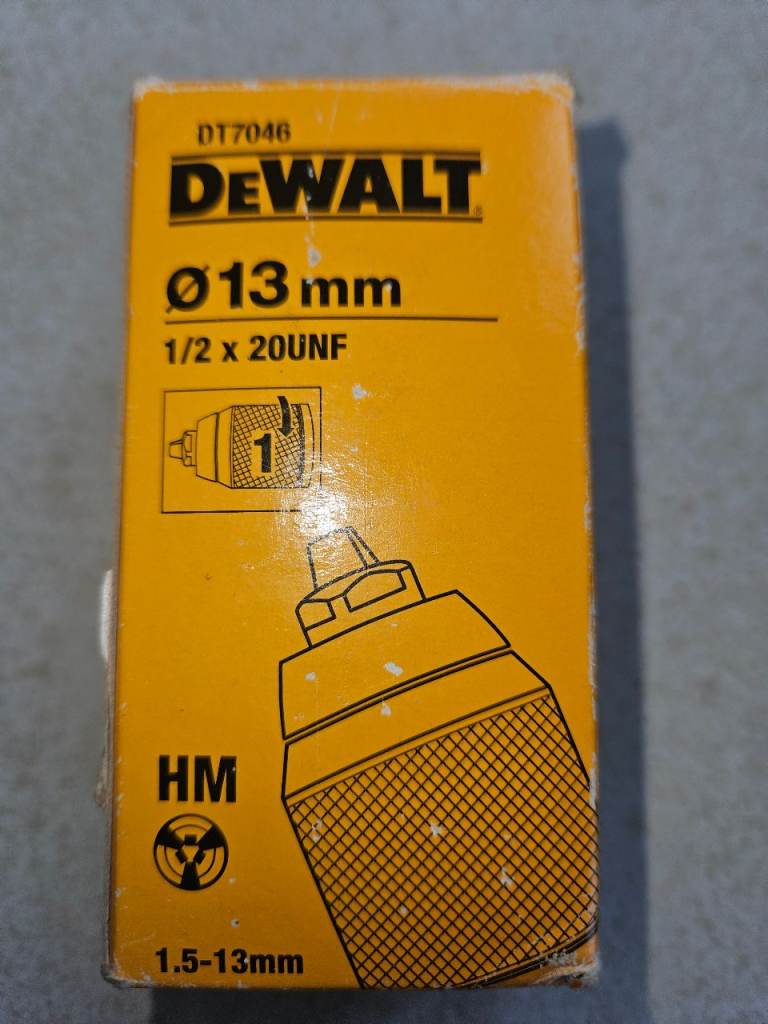 DT7046
DEWALT
Ø13 mm
1/2 x 20UNF
1
HM
1.5-13mm